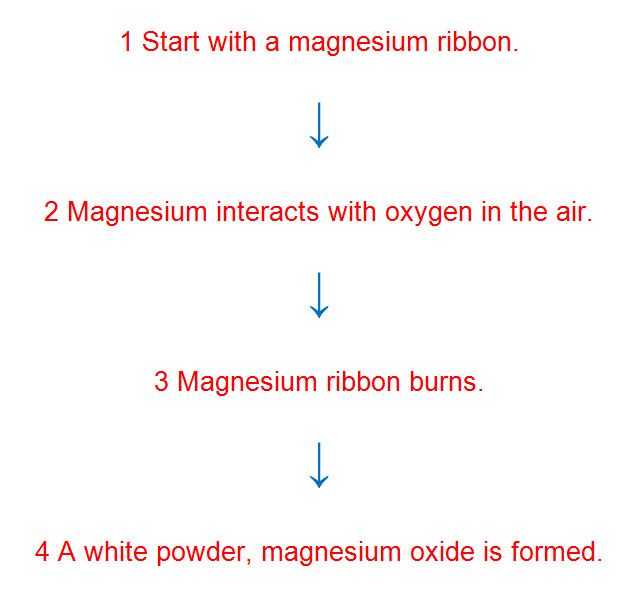 1 Start with a magnesium ribbon.
2 Magnesium interacts with oxygen in the air.
3 Magnesium ribbon burns.
4 A white powder, magnesium oxide is formed.